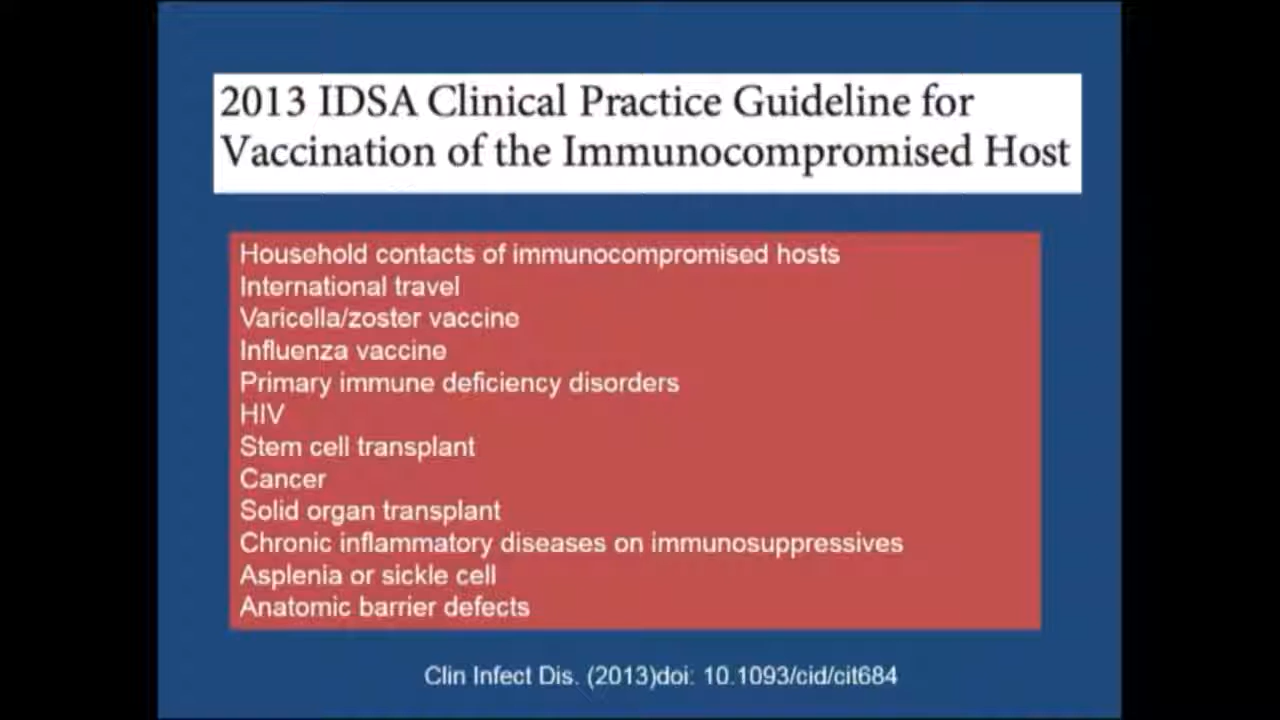 2013 IDSA Clinical Practice Guideline for
Vaccination of the Immunocompromised Host
Household contacts of immunocompromised hosts
International travel
Varicella/zoster vaccine
Influenza vaccine
Primary immune deficiency disorders
HIV
Stem cell transplant
Cancer
Solid organ transplant
Chronic inflammatory diseases on immunosuppressives
Asplenia or sickle cell
Anatomic barrier defects
Clin Infect Dis. (2013)doi: 10.1093/cid/cit684